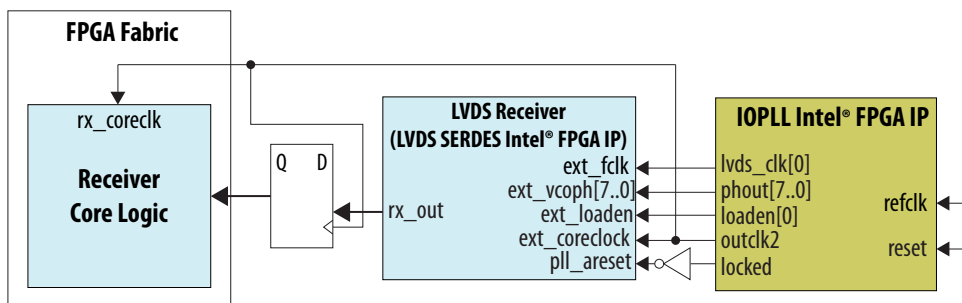 FPGA Fabric
rx_coreclk
Receiver
Core Logic
Q D
LVDS Receiver
(LVDS SERDES Intel® FPGA IP)
ext_fclk
ext_vcoph[7..0]
ext_loaden
rx_out
ext_coreclock
pll_areset
IOPLL Intel® FPGA IP
lvds_clk[0]
phout[7..0]
loaden[0]
outclk2
locked
refclk
reset